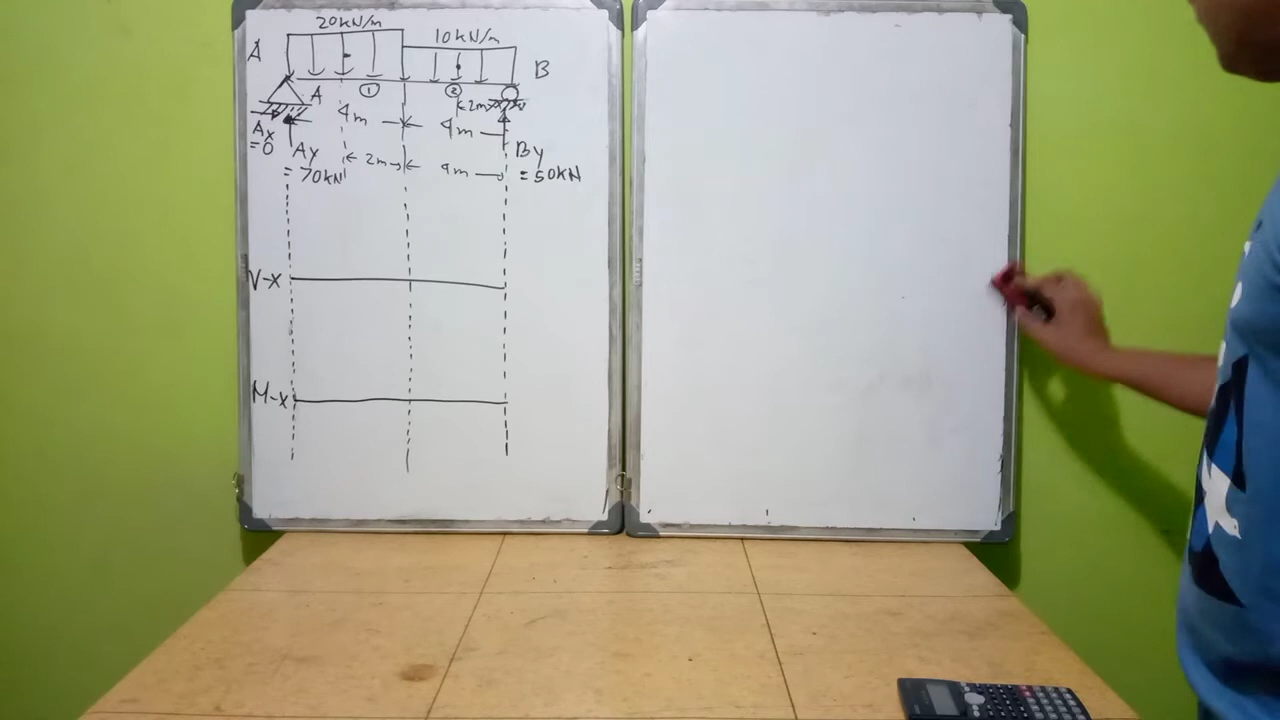 20kN/m
10kN/m
A
B
A
①
②
2m
4m
4m
Ax
=0
Ay
= 70kN
2m
4m
By
= 50kN
V-x
M-x